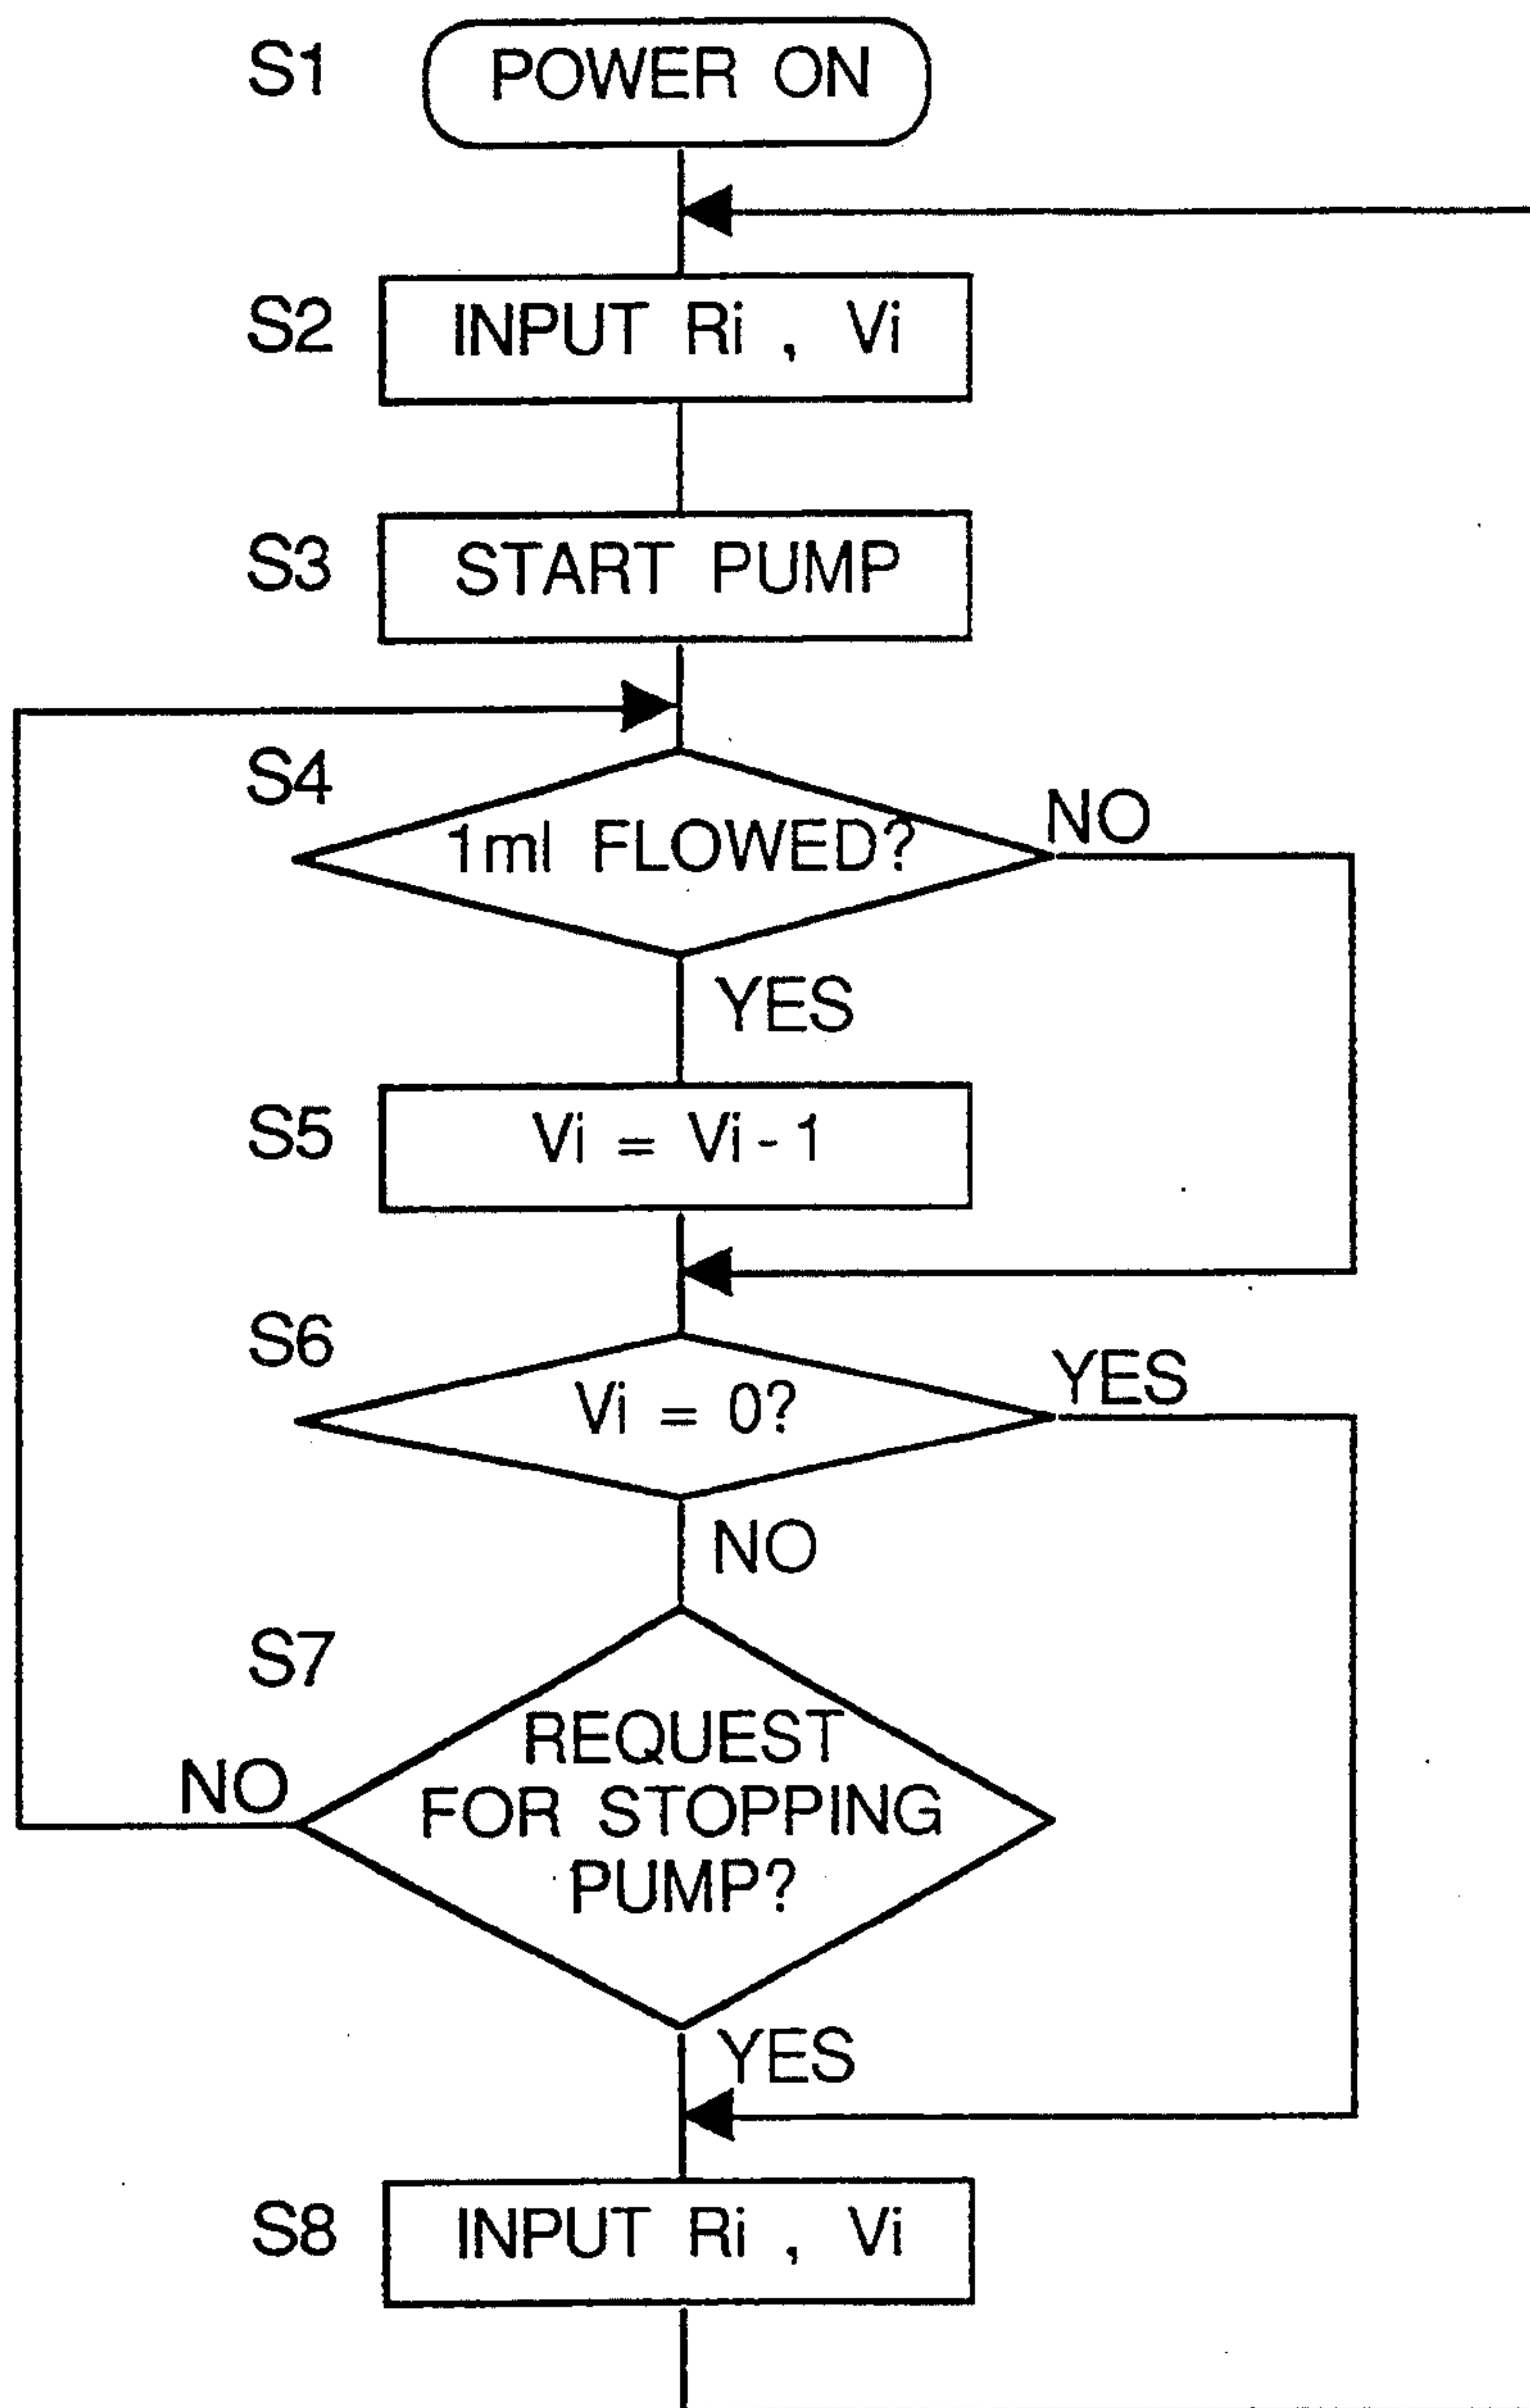 S1 POWER ON
S2 INPUT Ri , Vi
S3 START PUMP
S4 1ml FLOWED? NO
YES
S5 Vi = Vi - 1
S6 Vi = 0? YES
NO
S7 REQUEST
NO FOR STOPPING
PUMP?
YES
S8 INPUT Ri , Vi